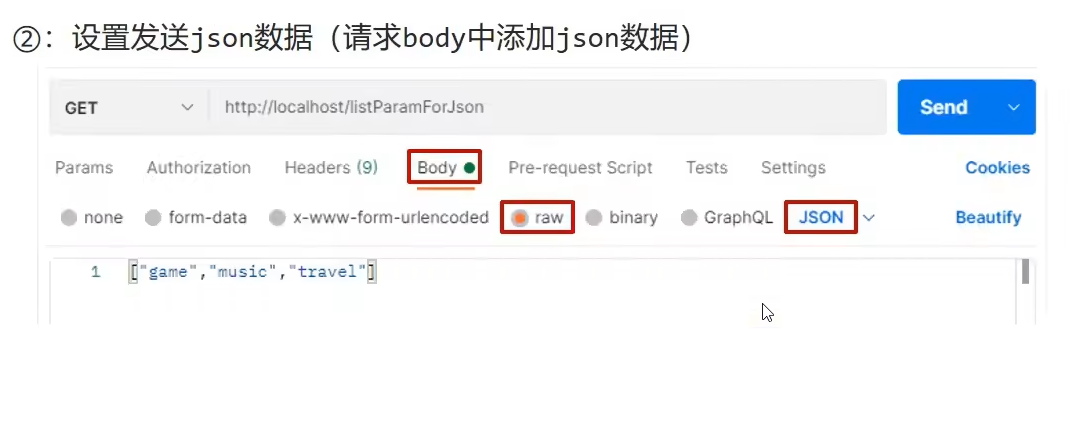 ②：设置发送json数据（请求body中添加json数据）
GET http://localhost/listParamForJson Send
Params Authorization Headers (9) Body Pre-request Script Tests Settings Cookies
none form-data x-www-form-urlencoded raw binary GraphQL JSON Beautify
1 ["game","music","travel"]